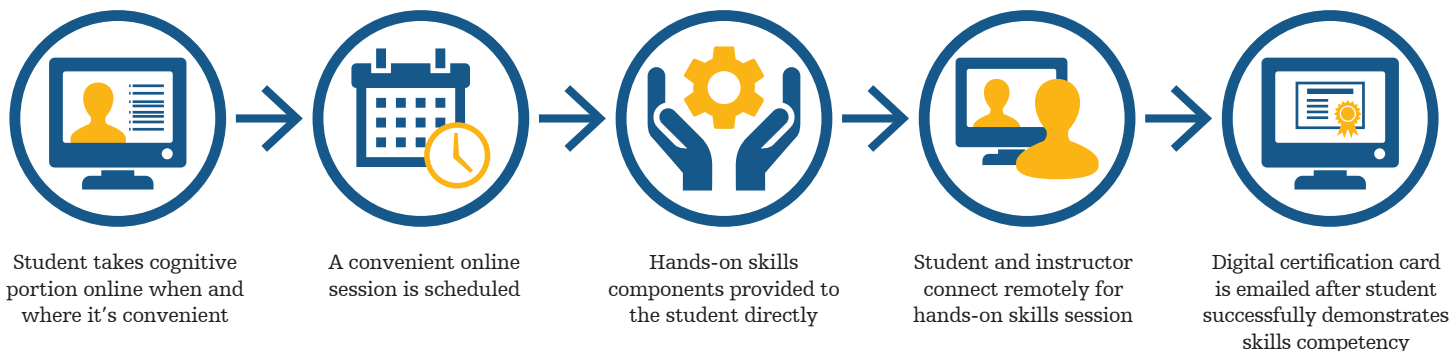 Student takes cognitive
portion online when and
where it's convenient
A convenient online
session is scheduled
Hands-on skills
components provided to
the student directly
Student and instructor
connect remotely for
hands-on skills session
Digital certification card
is emailed after student
successfully demonstrates
skills competency